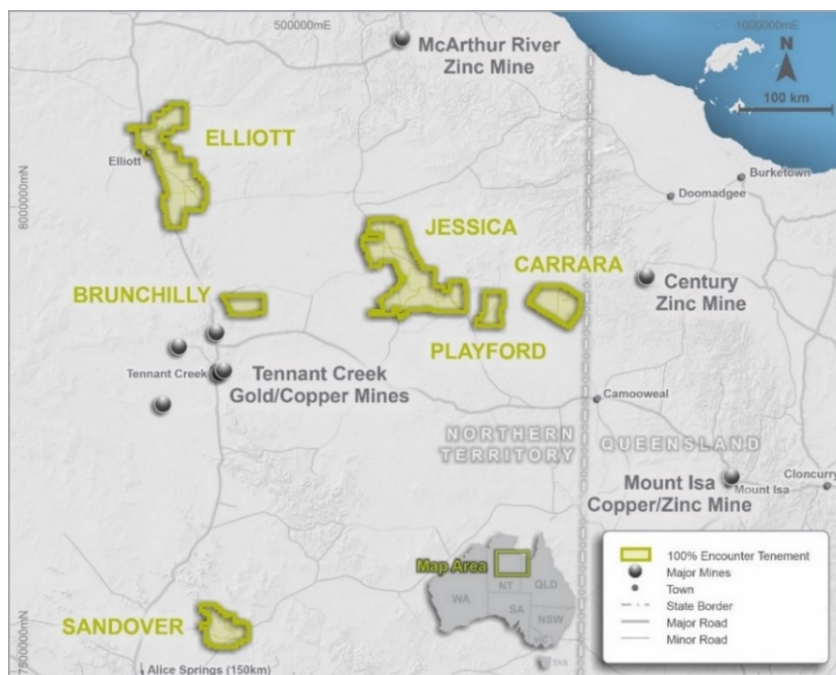 500000mE
1000000mE
McArthur River
Zinc Mine
N
100 km
ELLIOTT
Elliott
8000000mN
Burketown
Doomadgee
JESSICA
CARRARA
Century
Zinc Mine
BRUNCHILLY
PLAYFORD
Tennant Creek
Tennant Creek
Gold/Copper Mines
Camooweal
NORTHERN
TERRITORY
QUEENSLAND
Mount Isa
Copper/Zinc Mine
Mount Isa
Cloncurry
Map Area
NT
QLD
WA
SA
NSW
VIC
TAS
100% Encounter Tenement
Major Mines
Town
State Border
Major Road
Minor Road
SANDOVER
7500000mN
Alice Springs (150km)